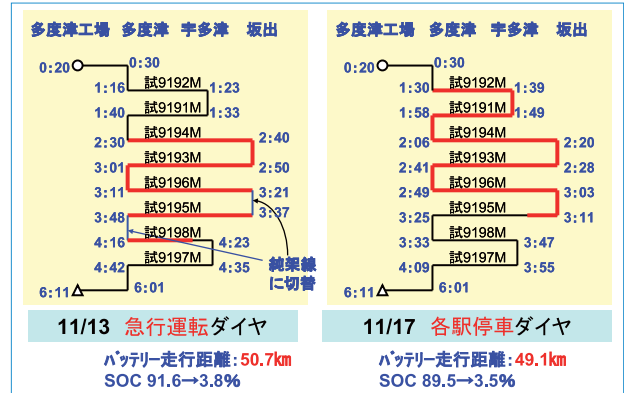 多度津工場 多度津 宇多津 坂出
0:20 0:30
試9192M
1:16 1:23
試9191M
1:40 1:33
試9194M
2:30 2:40
試9193M
3:01 2:50
試9196M
3:11 3:21
試9195M
3:48 3:37
試9198M
4:16 4:23
試9197M
4:42 4:35
純架線
に切替
6:11 6:01
11/13 急行運転ダイヤ
バッテリー走行距離:50.7km
SOC 91.6→3.8%
多度津工場 多度津 宇多津 坂出
0:20 0:30
試9192M
1:30 1:39
試9191M
1:58 1:49
試9194M
2:06 2:20
試9193M
2:41 2:28
試9196M
2:49 3:03
試9195M
3:25 3:11
試9198M
3:33 3:47
試9197M
4:09 3:55
6:11 6:01
11/17 各駅停車ダイヤ
バッテリー走行距離:49.1km
SOC 89.5→3.5%